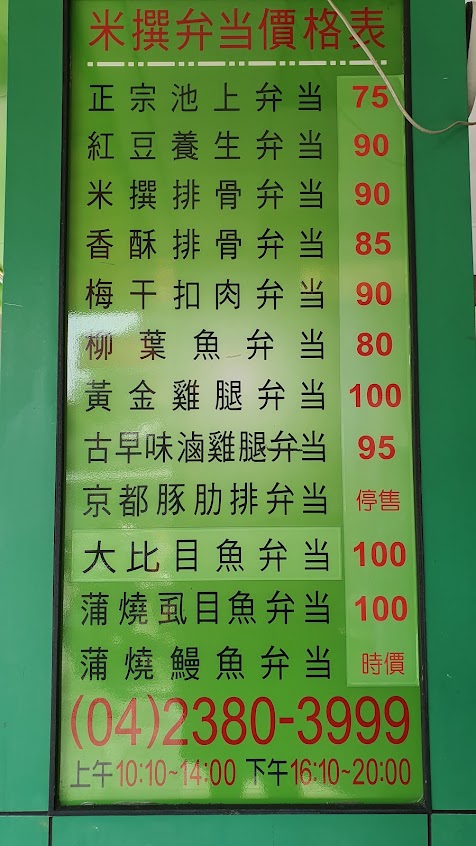 米撰弁当價格表
正宗池上弁当 75
紅豆養生弁当 90
米撰排骨弁当 90
香酥排骨弁当 85
梅干扣肉弁当 90
柳葉魚弁当 80
黃金雞腿弁当 100
古早味滷雞腿弁当 95
京都豚肋排弁当 停售
大比目魚弁当 100
蒲燒虱目魚弁当 100
蒲燒鰻魚弁当 時價
(04)2380-3999
上午10:10~14:00 下午16:10~20:00